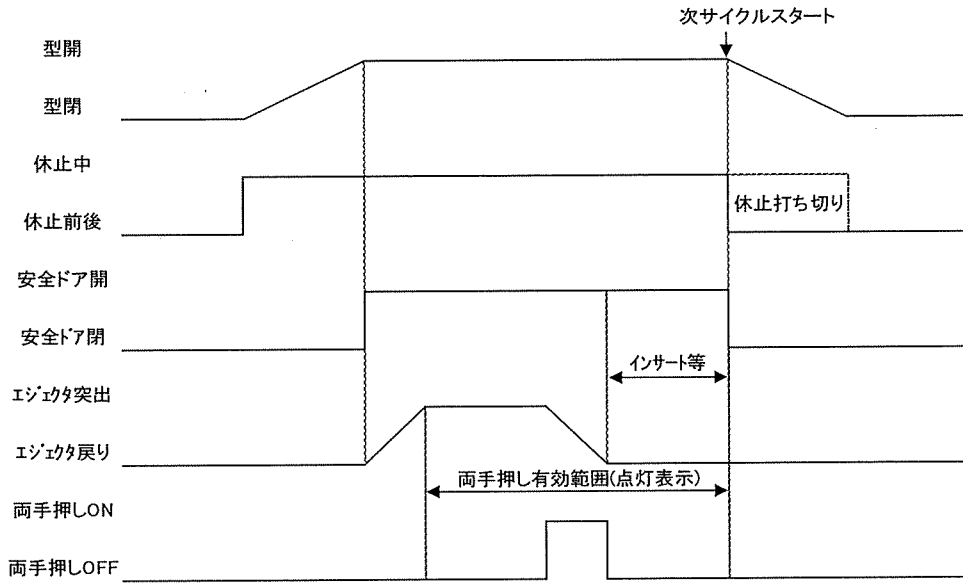 次サイクルスタート
型開
型閉
休止中
休止前後
休止打ち切り
安全ドア開
安全ドア閉
インサート等
エジェクタ突出
エジェクタ戻り
両手押し有効範囲(点灯表示)
両手押しON
両手押しOFF